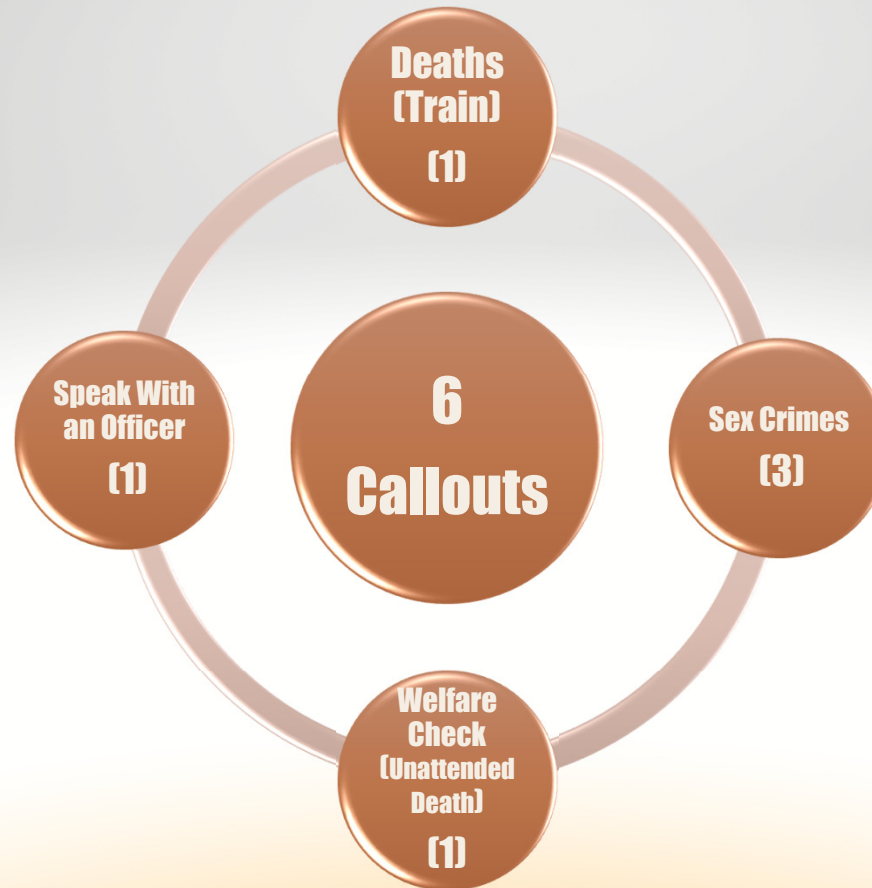 Deaths
(Train)
(1)
Speak With
an Officer
(1)
6
Callouts
Sex Crimes
(3)
Welfare
Check
(Unattended
Death)
(1)